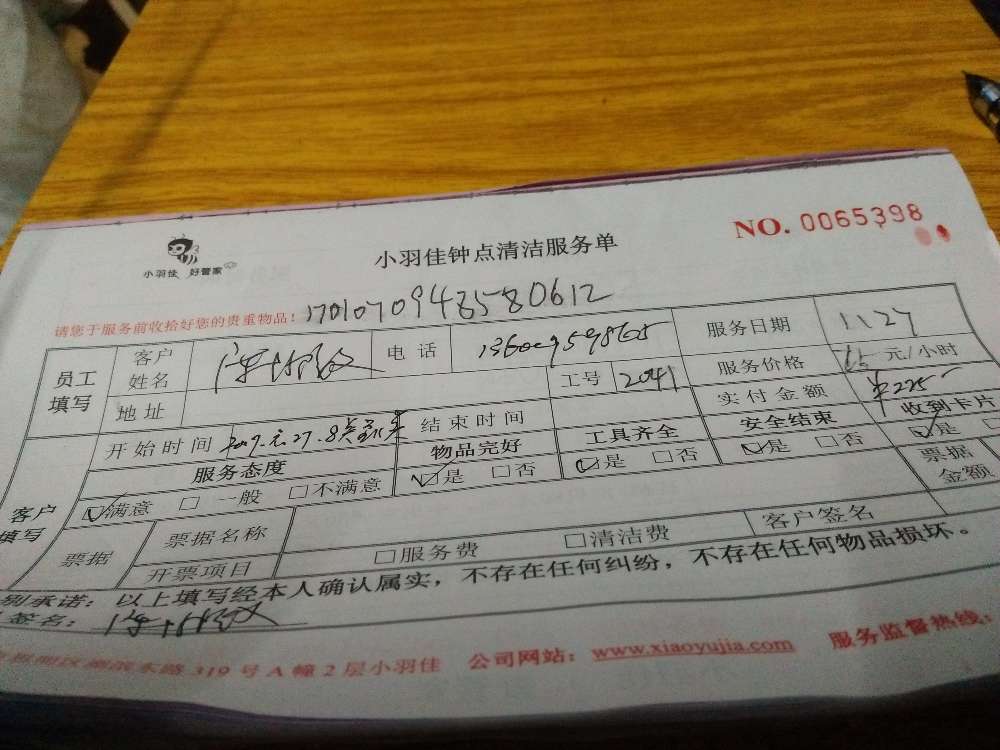 NO. 0065398
小羽佳 好管家
小羽佳钟点清洁服务单
请您于服务前收拾好您的贵重物品!
员工填写 客户姓名 电话 服务日期 11.27
地址 工号 2041 服务价格 元/小时
开始时间 结束时间 实付金额 ¥225
客户填写 服务态度 物品完好 工具齐全 安全结束 收到卡片
满意 □ 一般 □不满意 是 □否 是 □否 是 □否 是 □
票据 票据名称 票据金额
开票项目 □服务费 □清洁费 客户签名
别承诺:以上填写经本人确认属实,不存在任何纠纷,不存在任何物品损坏。
签名:
东路319号A幢2层小羽佳 公司网站:www.xiaoyujia.com 服务监督热线: